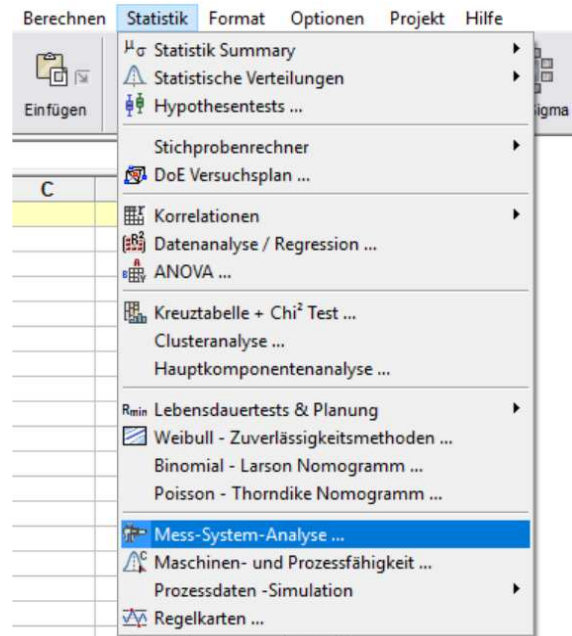 Berechnen Statistik Format Optionen Projekt Hilfe
Einfügen
igma
C
µσ Statistik Summary
Statistische Verteilungen
Hypothesentests ...
Stichprobenrechner
DoE Versuchsplan ...
Korrelationen
R² Datenanalyse / Regression ...
ANOVA ...
Kreuztabelle + Chi² Test ...
Clusteranalyse ...
Hauptkomponentenanalyse ...
Rmin Lebensdauertests & Planung
Weibull - Zuverlässigkeitsmethoden ...
Binomial - Larson Nomogramm ...
Poisson - Thorndike Nomogramm ...
Mess-System-Analyse ...
C Maschinen- und Prozessfähigkeit ...
Prozessdaten -Simulation
Regelkarten ...